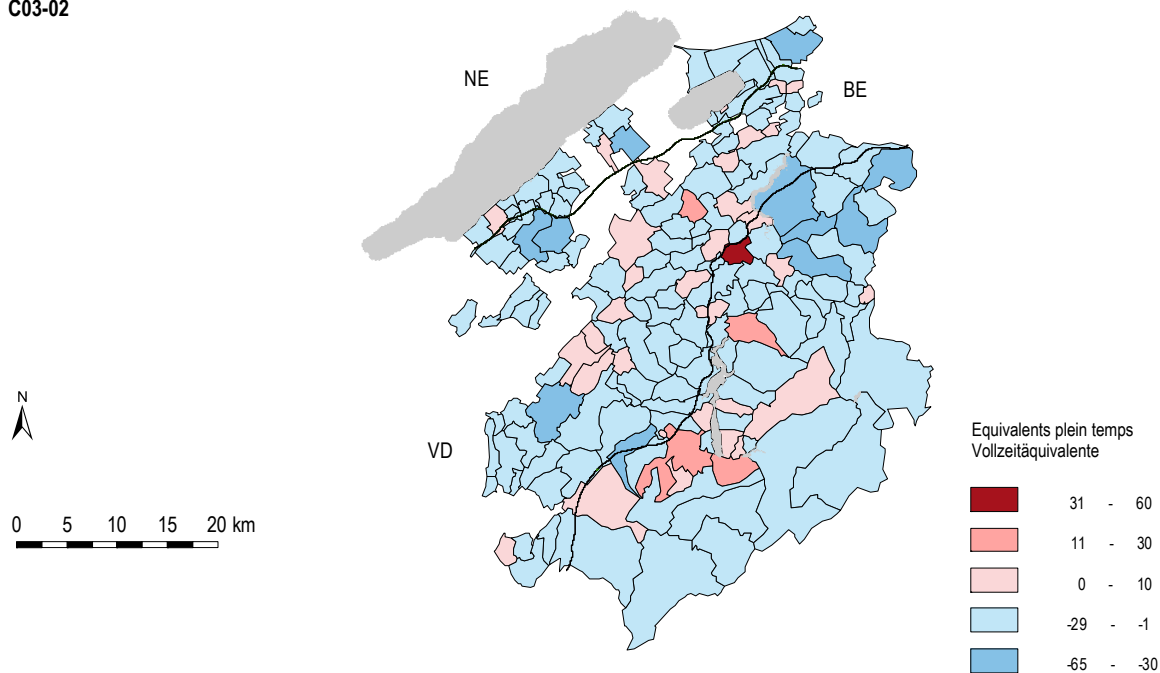 C03-02
NE
BE
N
VD
0 5 10 15 20 km
Equivalents plein temps
Vollzeitäquivalente
31 - 60
11 - 30
0 - 10
-29 - -1
-65 - -30